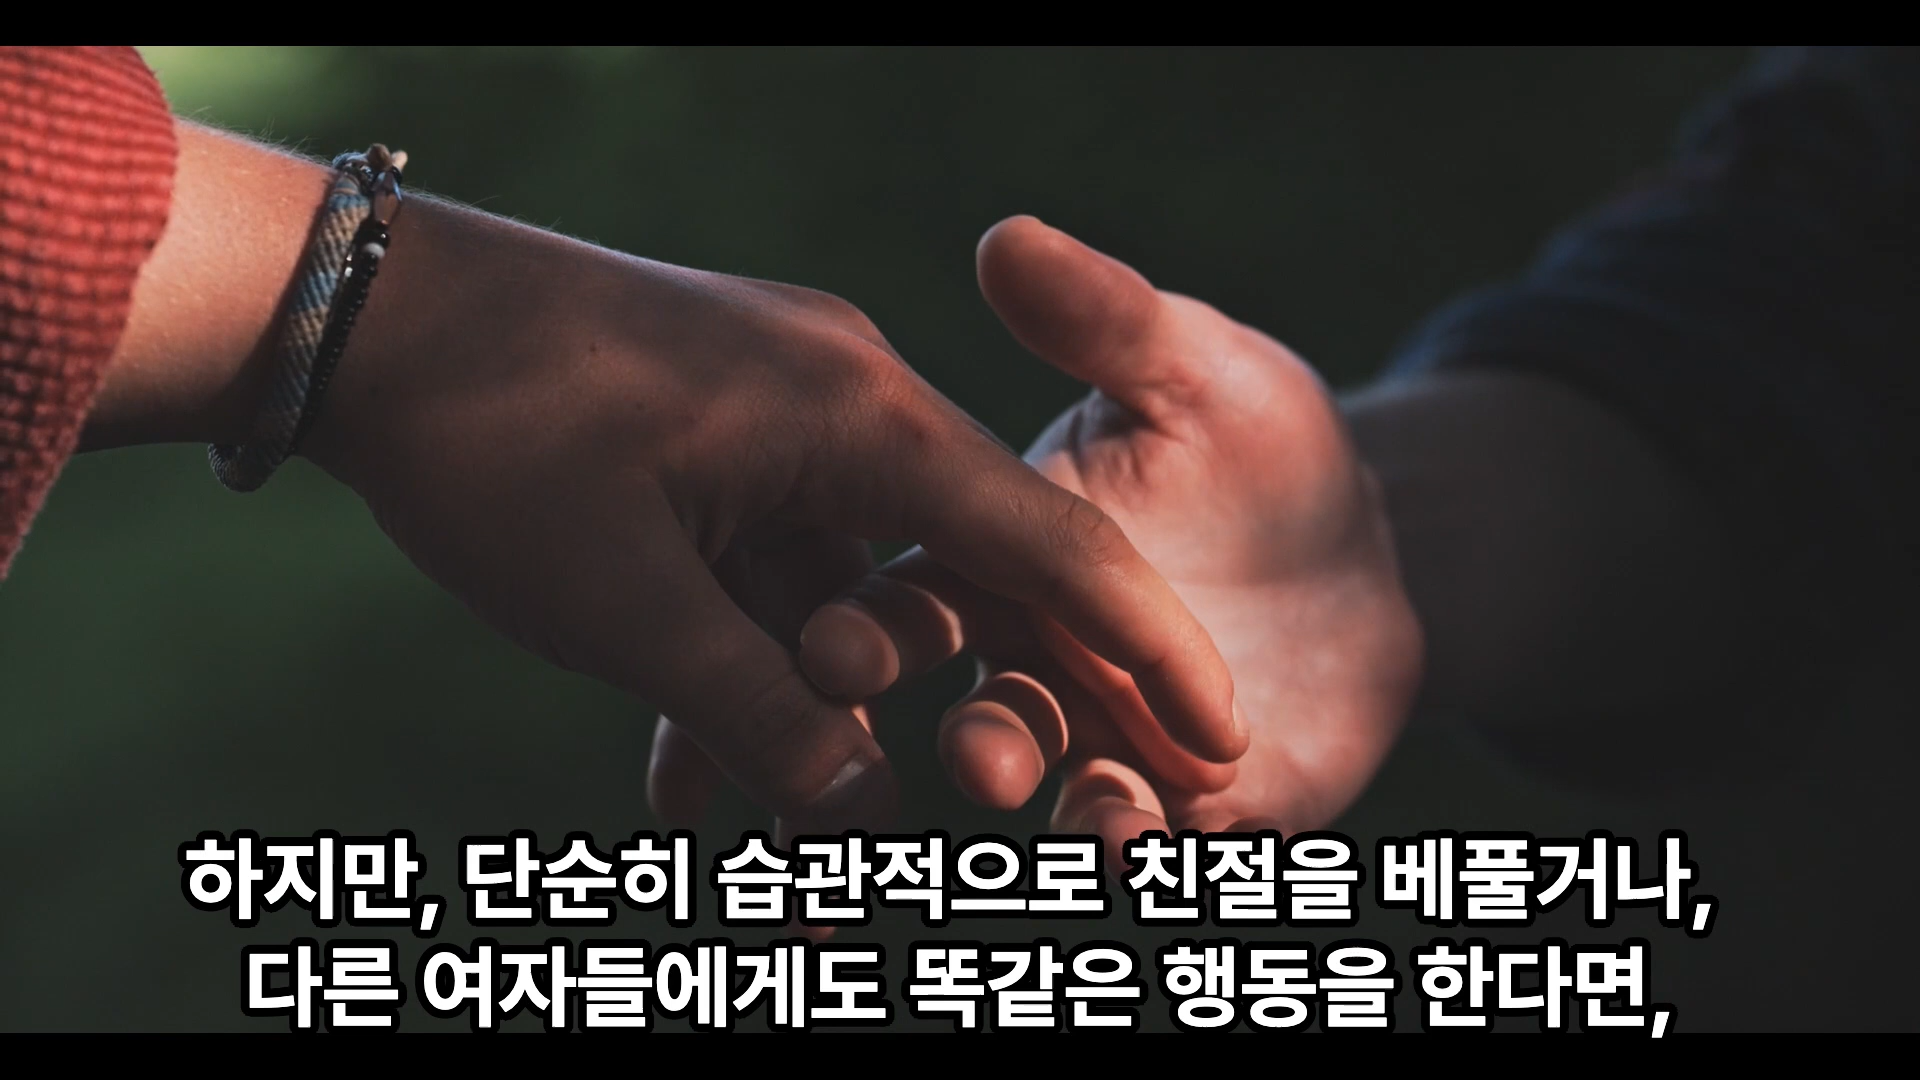 하지만, 단순히 습관적으로 친절을 베풀거나,
다른 여자들에게도 똑같은 행동을 한다면,